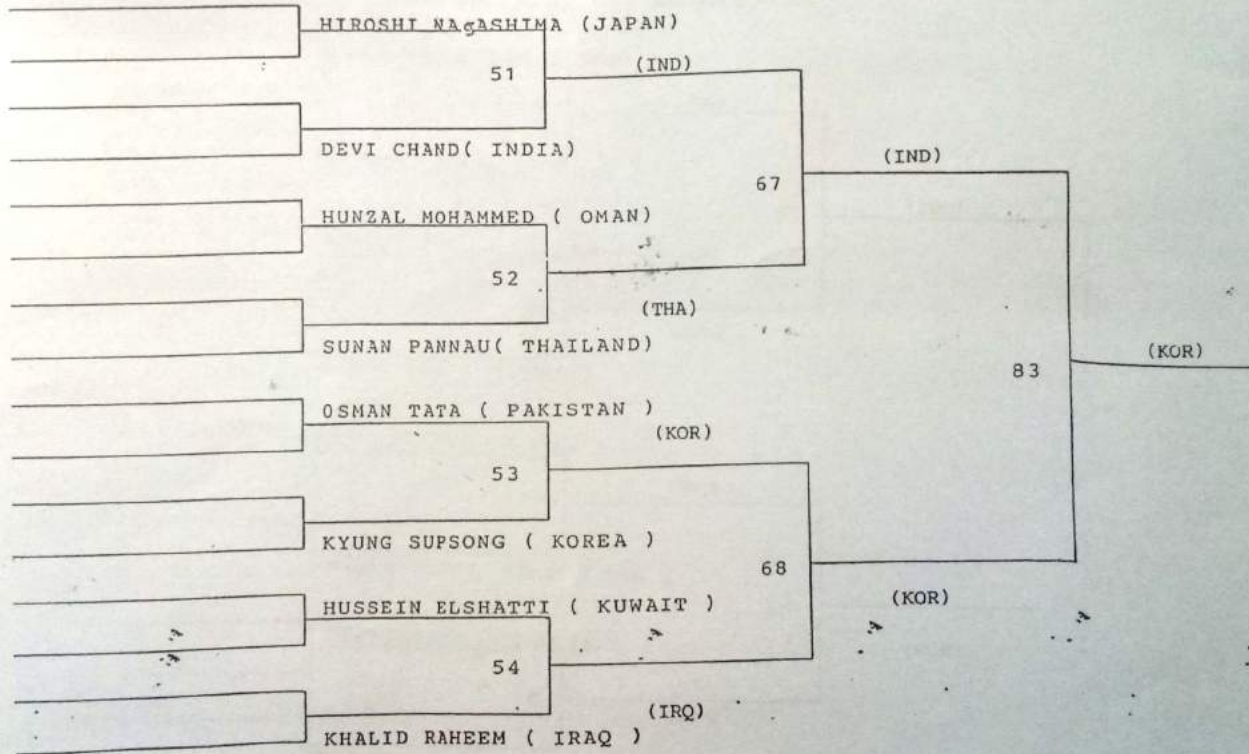 HIROSHI NAGASHIMA (JAPAN)
51
(IND)
DEVI CHAND( INDIA)
67
(IND)
HUNZAL MOHAMMED ( OMAN)
52
(THA)
SUNAN PANNAU( THAILAND)
83
(KOR)
OSMAN TATA ( PAKISTAN )
(KOR)
53
KYUNG SUPSONG ( KOREA )
68
(KOR)
HUSSEIN ELSHATTI ( KUWAIT )
54
(IRQ)
KHALID RAHEEM ( IRAQ )